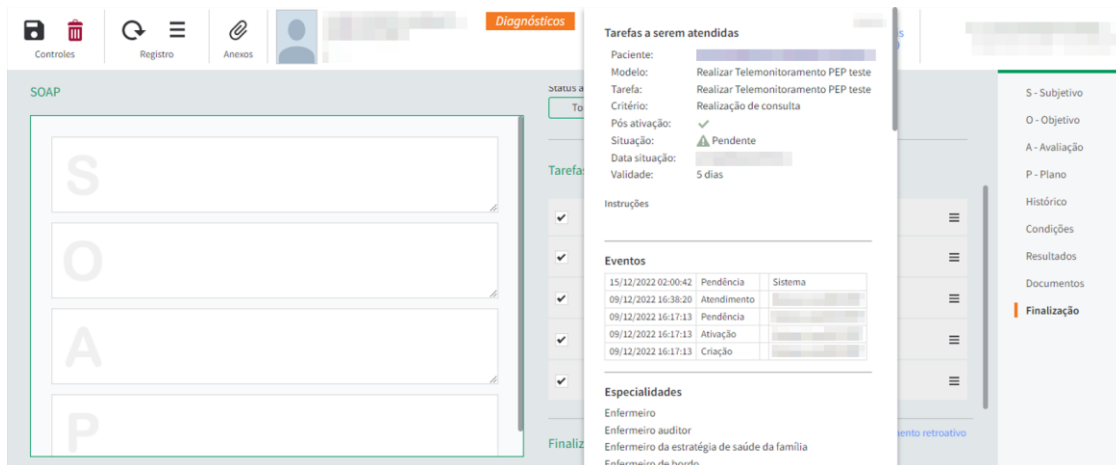 Controles
Registro
Anexos
Diagnósticos
SOAP
S
O
A
P
Status a
To
Tarefas
Finaliz
Tarefas a serem atendidas
Paciente:
Modelo: Realizar Telemonitoramento PEP teste
Tarefa: Realizar Telemonitoramento PEP teste
Critério: Realização de consulta
Pós ativação:
Situação: Pendente
Data situação:
Validade: 5 dias
Instruções
Eventos
15/12/2022 02:00:42 Pendência Sistema
09/12/2022 16:38:20 Atendimento
09/12/2022 16:17:13 Pendência
09/12/2022 16:17:13 Ativação
09/12/2022 16:17:13 Criação
Especialidades
Enfermeiro
Enfermeiro auditor
Enfermeiro da estratégia de saúde da família
Enfermeiro de bordo
mento retroativo
S - Subjetivo
O - Objetivo
A - Avaliação
P - Plano
Histórico
Condições
Resultados
Documentos
Finalização